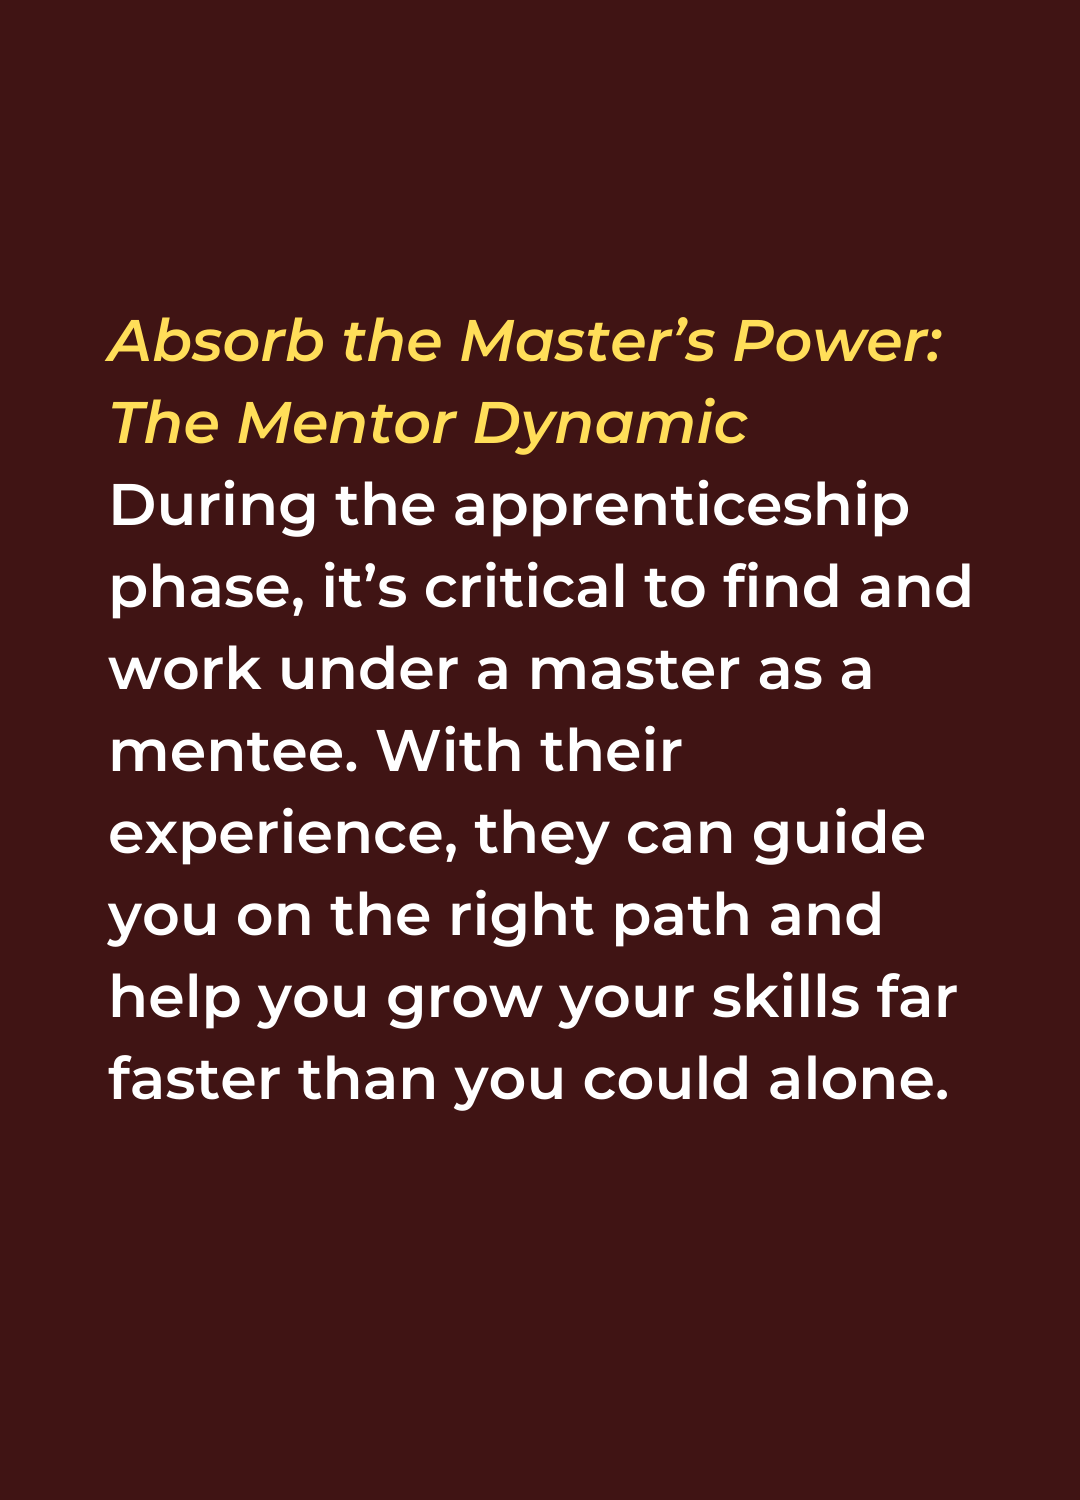 Absorb the Master’s Power:
The Mentor Dynamic
During the apprenticeship
phase, it’s critical to find and
work under a master as a
mentee. With their
experience, they can guide
you on the right path and
help you grow your skills far
faster than you could alone.